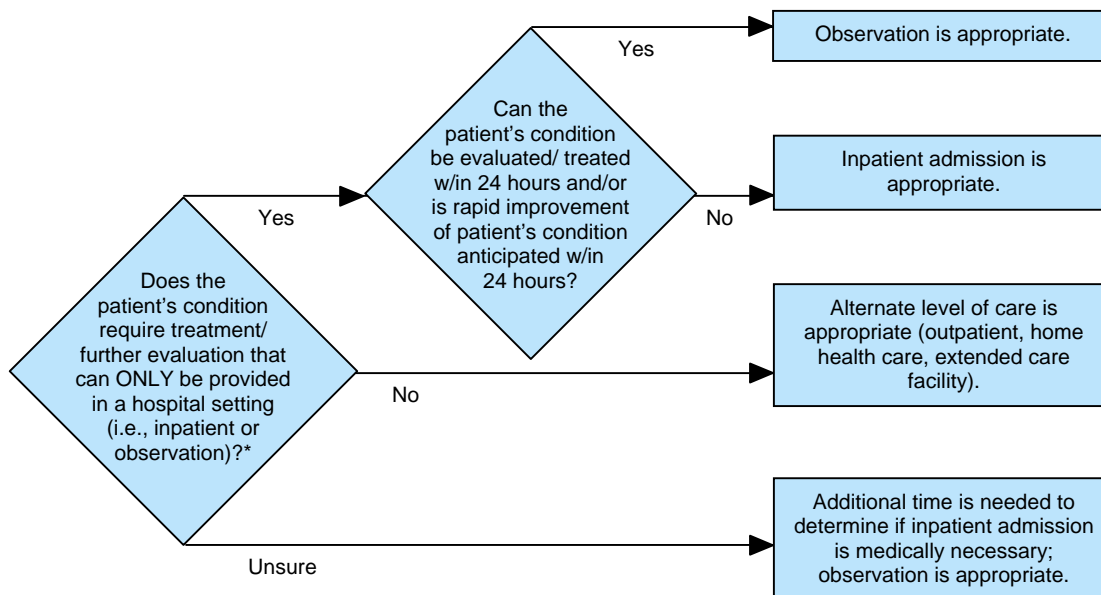 Does the
patient's condition
require treatment/
further evaluation that
can ONLY be provided
in a hospital setting
(i.e., inpatient or
observation)?*
Yes
No
Unsure
Can the
patient's condition
be evaluated/ treated
w/in 24 hours and/or
is rapid improvement
of patient's condition
anticipated w/in
24 hours?
Yes
No
Observation is appropriate.
Inpatient admission is
appropriate.
Alternate level of care is
appropriate (outpatient, home
health care, extended care
facility).
Additional time is needed to
determine if inpatient admission
is medically necessary;
observation is appropriate.